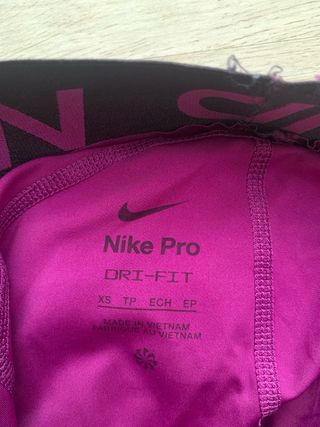 Nike Pro
DRI-FIT
XS TP ECH EP
MADE IN VIETNAM
FABRIQUÉ AU VIETNAM